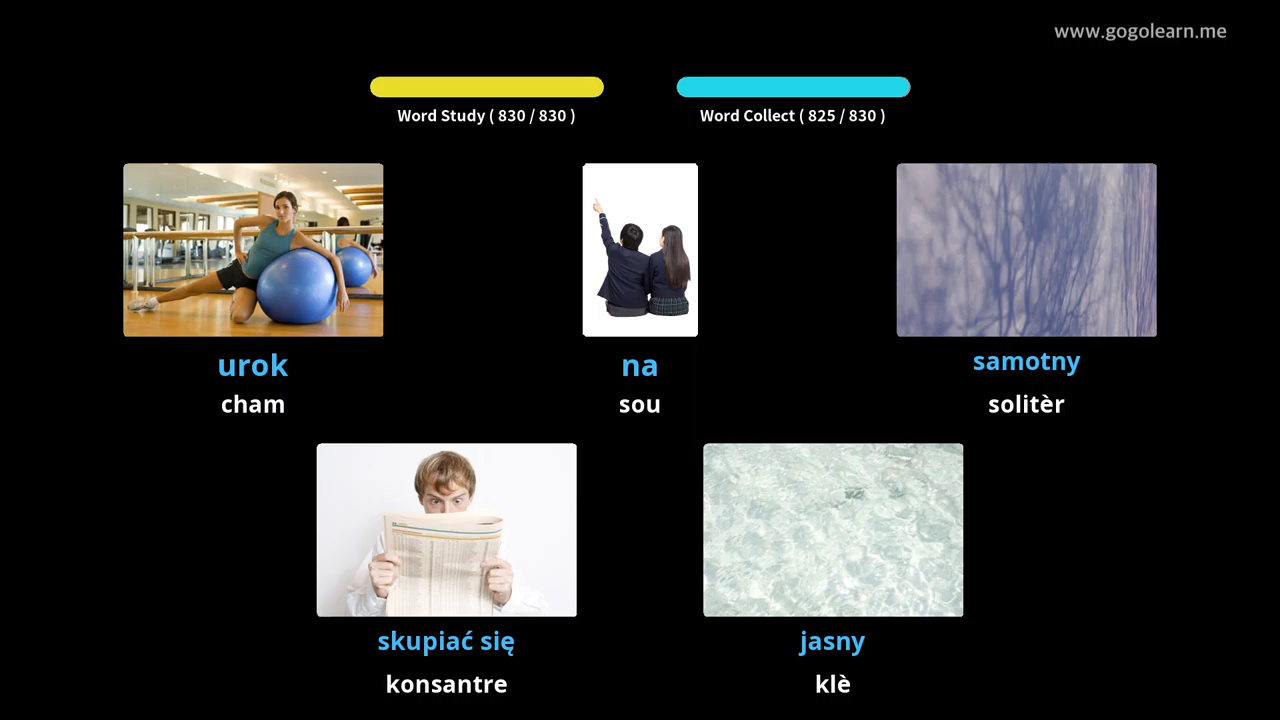 www.gogolearn.me
Word Study ( 830 / 830 )
Word Collect ( 825 / 830 )
urok
cham
na
sou
samotny
solitèr
skupiać się
konsantre
jasny
klè